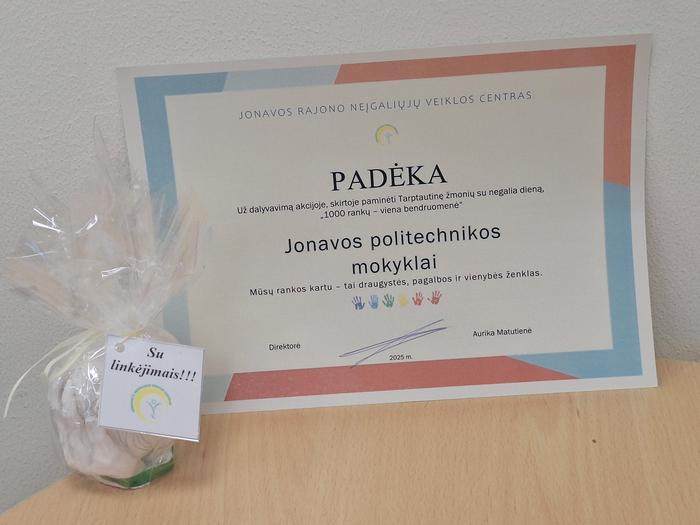 JONAVOS RAJONO NEĮGALIŲJŲ VEIKLOS CENTRAS
PADĖKA
Už dalyvavimą akcijoje, skirtoje paminėti Tarptautinę žmonių su negalia dieną,
„1000 rankų – viena bendruomenė“
Jonavos politechnikos
mokyklai
Mūsų rankos kartu – tai draugystės, pagalbos ir vienybės ženklas.
Direktorė
Aurika Matutienė
2025 m.
Su
linkėjimais!!!